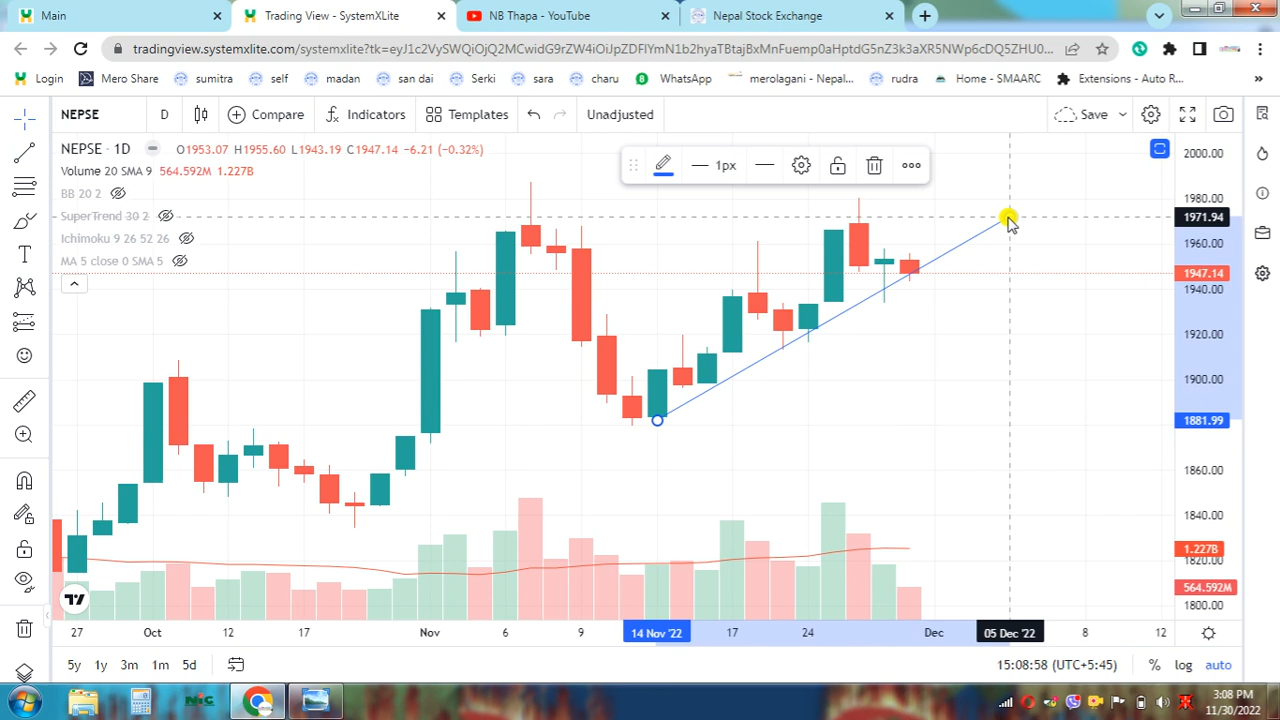 Main × Trading View - SystemXLite × NB Thapa - YouTube × Nepal Stock Exchange × +
tradingview.systemxlite/systemxlite?tk=
Login Mero Share sumitra self madan san dai Serki sara charu 8 WhatsApp merolagani - Nepal... rudra Home - SMAARC Extensions - Auto R... »
NEPSE D Compare Indicators Templates Unadjusted Save
NEPSE · 1D O1953.07 H1955.60 L1943.19 C1947.14 −6.21 (−0.32%)
Volume 20 SMA 9 564.592M 1.227B
BB 20 2
SuperTrend 30 2
Ichimoku 9 26 52 26
MA 5 close 0 SMA 5
1px
2000.00
1980.00
1971.94
1960.00
1947.14
1940.00
1920.00
1900.00
1881.99
1860.00
1840.00
1.227B
1820.00
564.592M
1800.00
27 Oct 12 17 Nov 6 9 14 Nov '22 17 24 Dec 05 Dec '22 8 12
5y 1y 3m 1m 5d 15:08:58 (UTC+5:45) % log auto
NIC 3:08 PM
11/30/2022